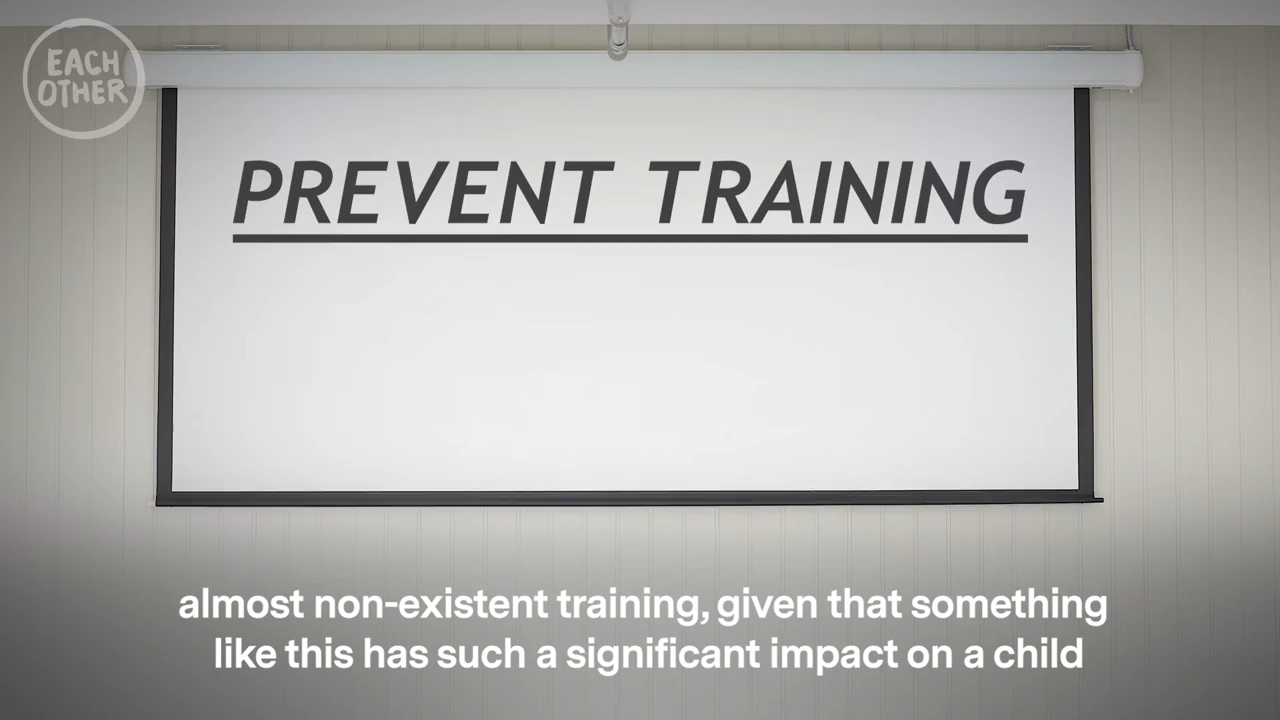 EACH
OTHER
PREVENT TRAINING
almost non-existent training, given that something
like this has such a significant impact on a child